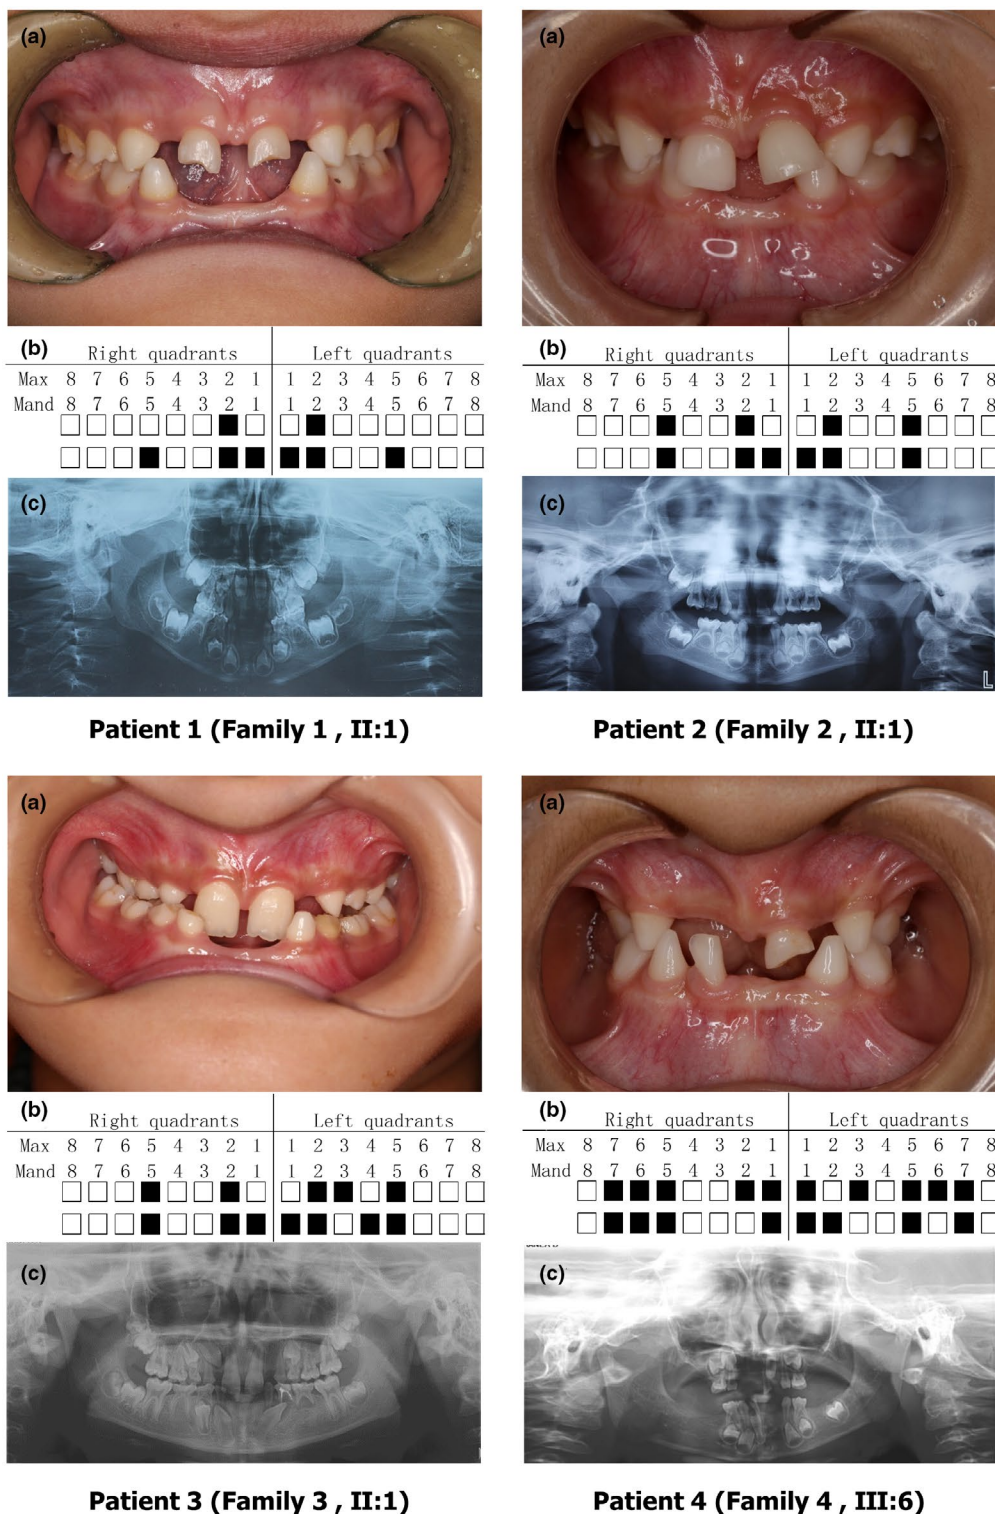 (a)
(b)
Right quadrants Left quadrants
Max 8 7 6 5 4 3 2 1 1 2 3 4 5 6 7 8
Mand 8 7 6 5 4 3 2 1 1 2 3 4 5 6 7 8
(c)
Patient 1 (Family 1 , II:1)
(a)
(b)
Right quadrants Left quadrants
Max 8 7 6 5 4 3 2 1 1 2 3 4 5 6 7 8
Mand 8 7 6 5 4 3 2 1 1 2 3 4 5 6 7 8
(c)
L
Patient 2 (Family 2 , II:1)
(a)
(b)
Right quadrants Left quadrants
Max 8 7 6 5 4 3 2 1 1 2 3 4 5 6 7 8
Mand 8 7 6 5 4 3 2 1 1 2 3 4 5 6 7 8
(c)
Patient 3 (Family 3 , II:1)
(a)
(b)
Right quadrants Left quadrants
Max 8 7 6 5 4 3 2 1 1 2 3 4 5 6 7 8
Mand 8 7 6 5 4 3 2 1 1 2 3 4 5 6 7 8
(c)
Patient 4 (Family 4 , III:6)